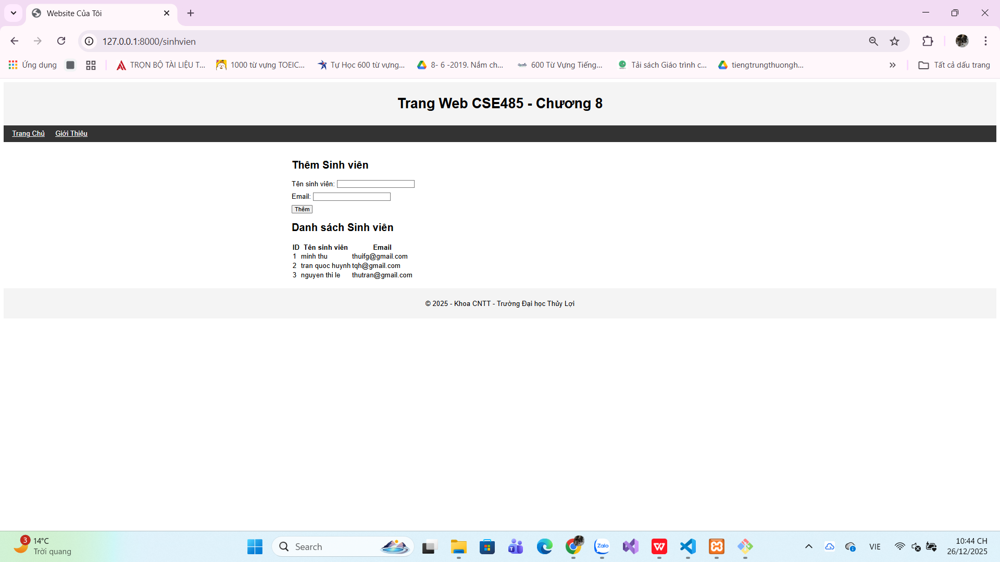 Website Của Tôi
127.0.0.1:8000/sinhvien
Ứng dụng
TRỌN BỘ TÀI LIỆU T...
1000 từ vựng TOEIC...
Tự Học 600 từ vựng...
8- 6 -2019. Nắm ch...
600 Từ Vựng Tiếng...
Tải sách Giáo trình c...
tiengtrungthuongh...
Tất cả dấu trang
Trang Web CSE485 - Chương 8
Trang Chủ Giới Thiệu
Thêm Sinh viên
Tên sinh viên:
Email:
Thêm
Danh sách Sinh viên
ID Tên sinh viên Email
1 minh thu thuifg@gmail.com
2 tran quoc huynh tqh@gmail.com
3 nguyen thi le thutran@gmail.com
© 2025 - Khoa CNTT - Trường Đại học Thủy Lợi
3
14°C
Trời quang
Search
Zalo
VIE
10:44 CH
26/12/2025